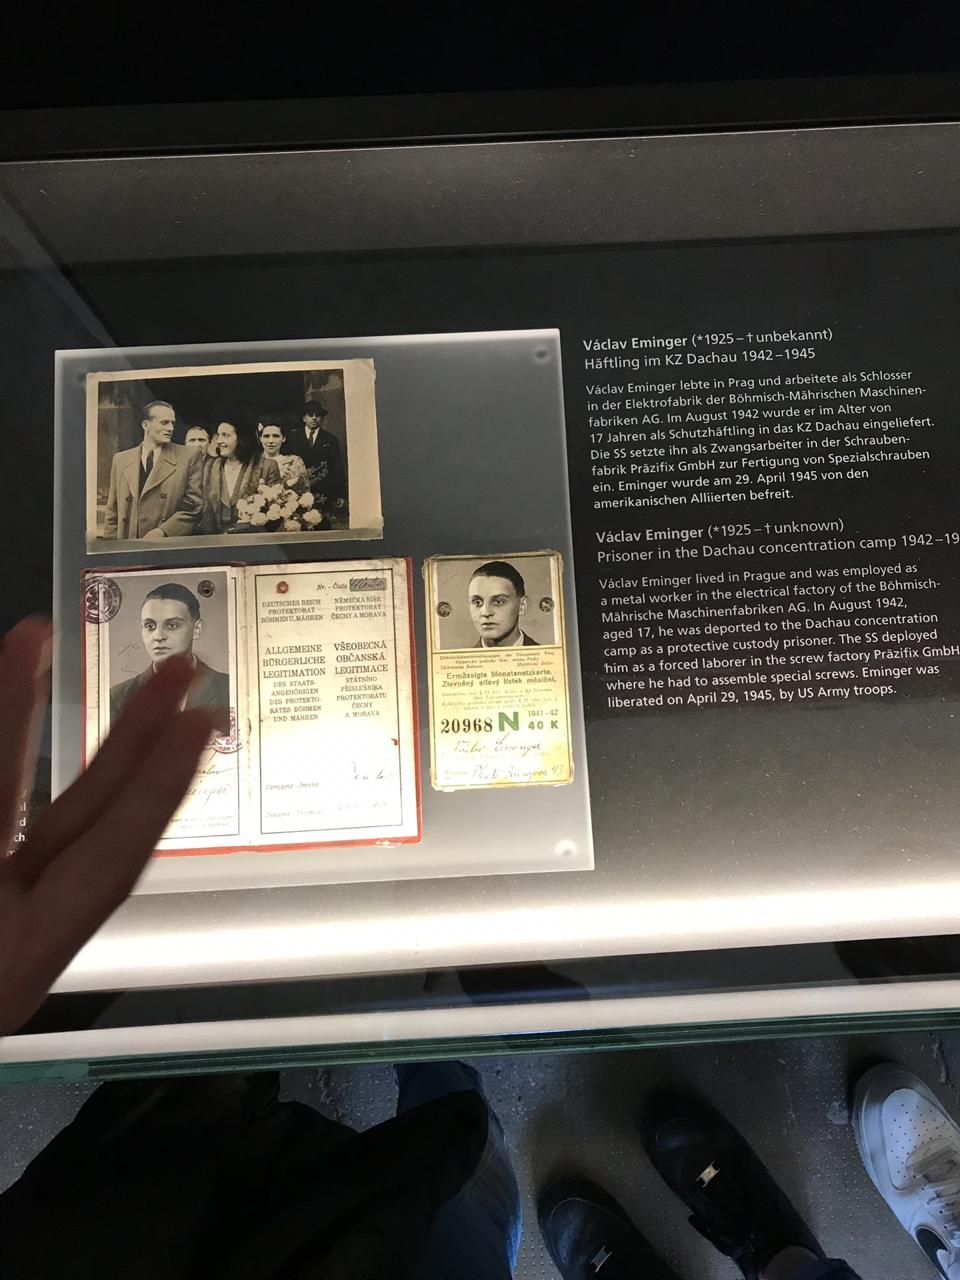 Václav Eminger (*1925 – † unbekannt)
Häftling im KZ Dachau 1942 – 1945
Václav Eminger lebte in Prag und arbeitete als Schlosser
in der Elektrofabrik der Böhmisch-Mährischen Maschinen-
fabriken AG. Im August 1942 wurde er im Alter von
17 Jahren als Schutzhäftling in das KZ Dachau eingeliefert.
Die SS setzte ihn als Zwangsarbeiter in der Schrauben-
fabrik Präzifix GmbH zur Fertigung von Spezialschrauben
ein. Eminger wurde am 29. April 1945 von den
amerikanischen Alliierten befreit.
Václav Eminger (*1925 – † unknown)
Prisoner in the Dachau concentration camp 1942 – 19
Václav Eminger lived in Prague and was employed as
a metal worker in the electrical factory of the Böhmisch-
Mährische Maschinenfabriken AG. In August 1942,
aged 17, he was deported to the Dachau concentration
camp as a protective custody prisoner. The SS deployed
him as a forced laborer in the screw factory Präzifix GmbH
where he had to assemble special screws. Eminger was
liberated on April 29, 1945, by US Army troops.
Nr. - Číslo
DEUTSCHES REICH
PROTEKTORAT
BÖHMEN U. MÄHREN
NĚMECKÁ ŘÍŠE
PROTEKTORÁT
ČECHY A MORAVA
ALLGEMEINE
BÜRGERLICHE
LEGITIMATION
DES STAATS-
ANGEHÖRIGEN
DES PROTEKTO-
RATES BÖHMEN
UND MÄHREN
VŠEOBECNÁ
OBČANSKÁ
LEGITIMACE
STÁTNÍHO
PŘÍSLUŠNÍKA
PROTEKTORÁTU
ČECHY
A MORAVA
Vorname - Jméno
Ermässigte Monatsnetzkarte.
Zlevněný síťový lístek měsíční.
20968 N 1941 - 42
40 K
Václav Eminger